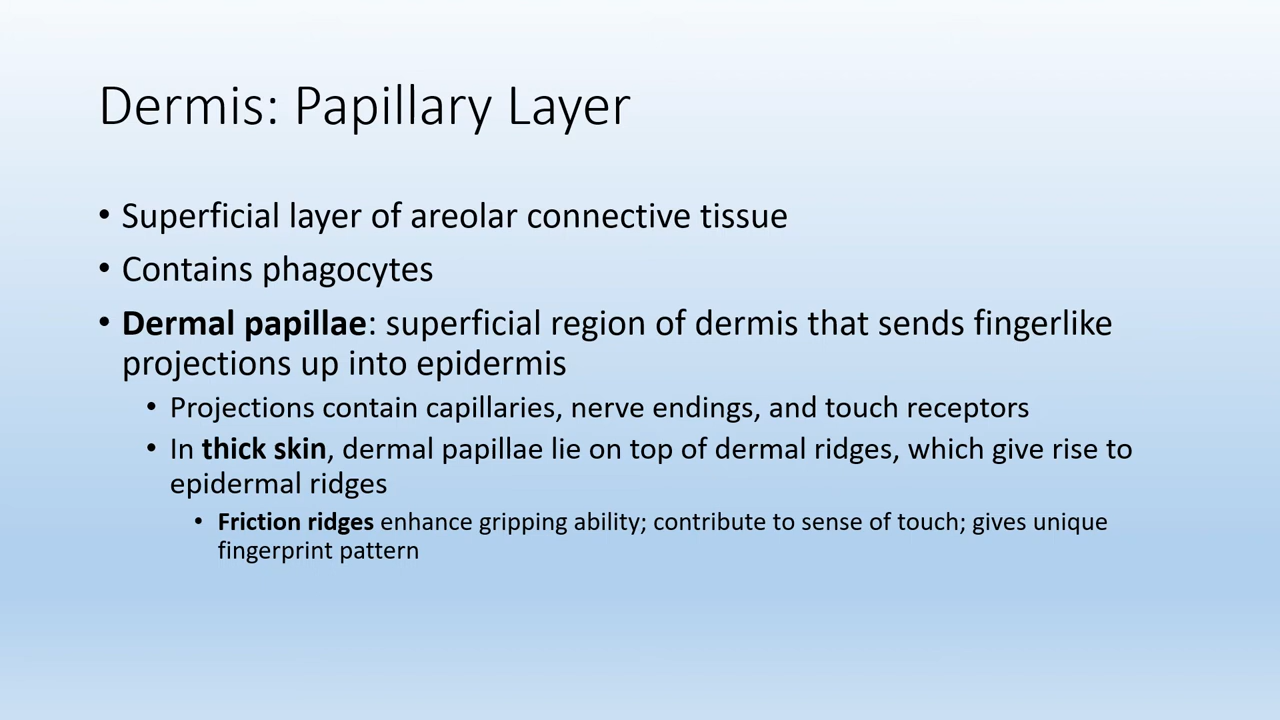 Dermis: Papillary Layer
• Superficial layer of areolar connective tissue
• Contains phagocytes
• Dermal papillae: superficial region of dermis that sends fingerlike
projections up into epidermis
• Projections contain capillaries, nerve endings, and touch receptors
• In thick skin, dermal papillae lie on top of dermal ridges, which give rise to
epidermal ridges
• Friction ridges enhance gripping ability; contribute to sense of touch; gives unique
fingerprint pattern